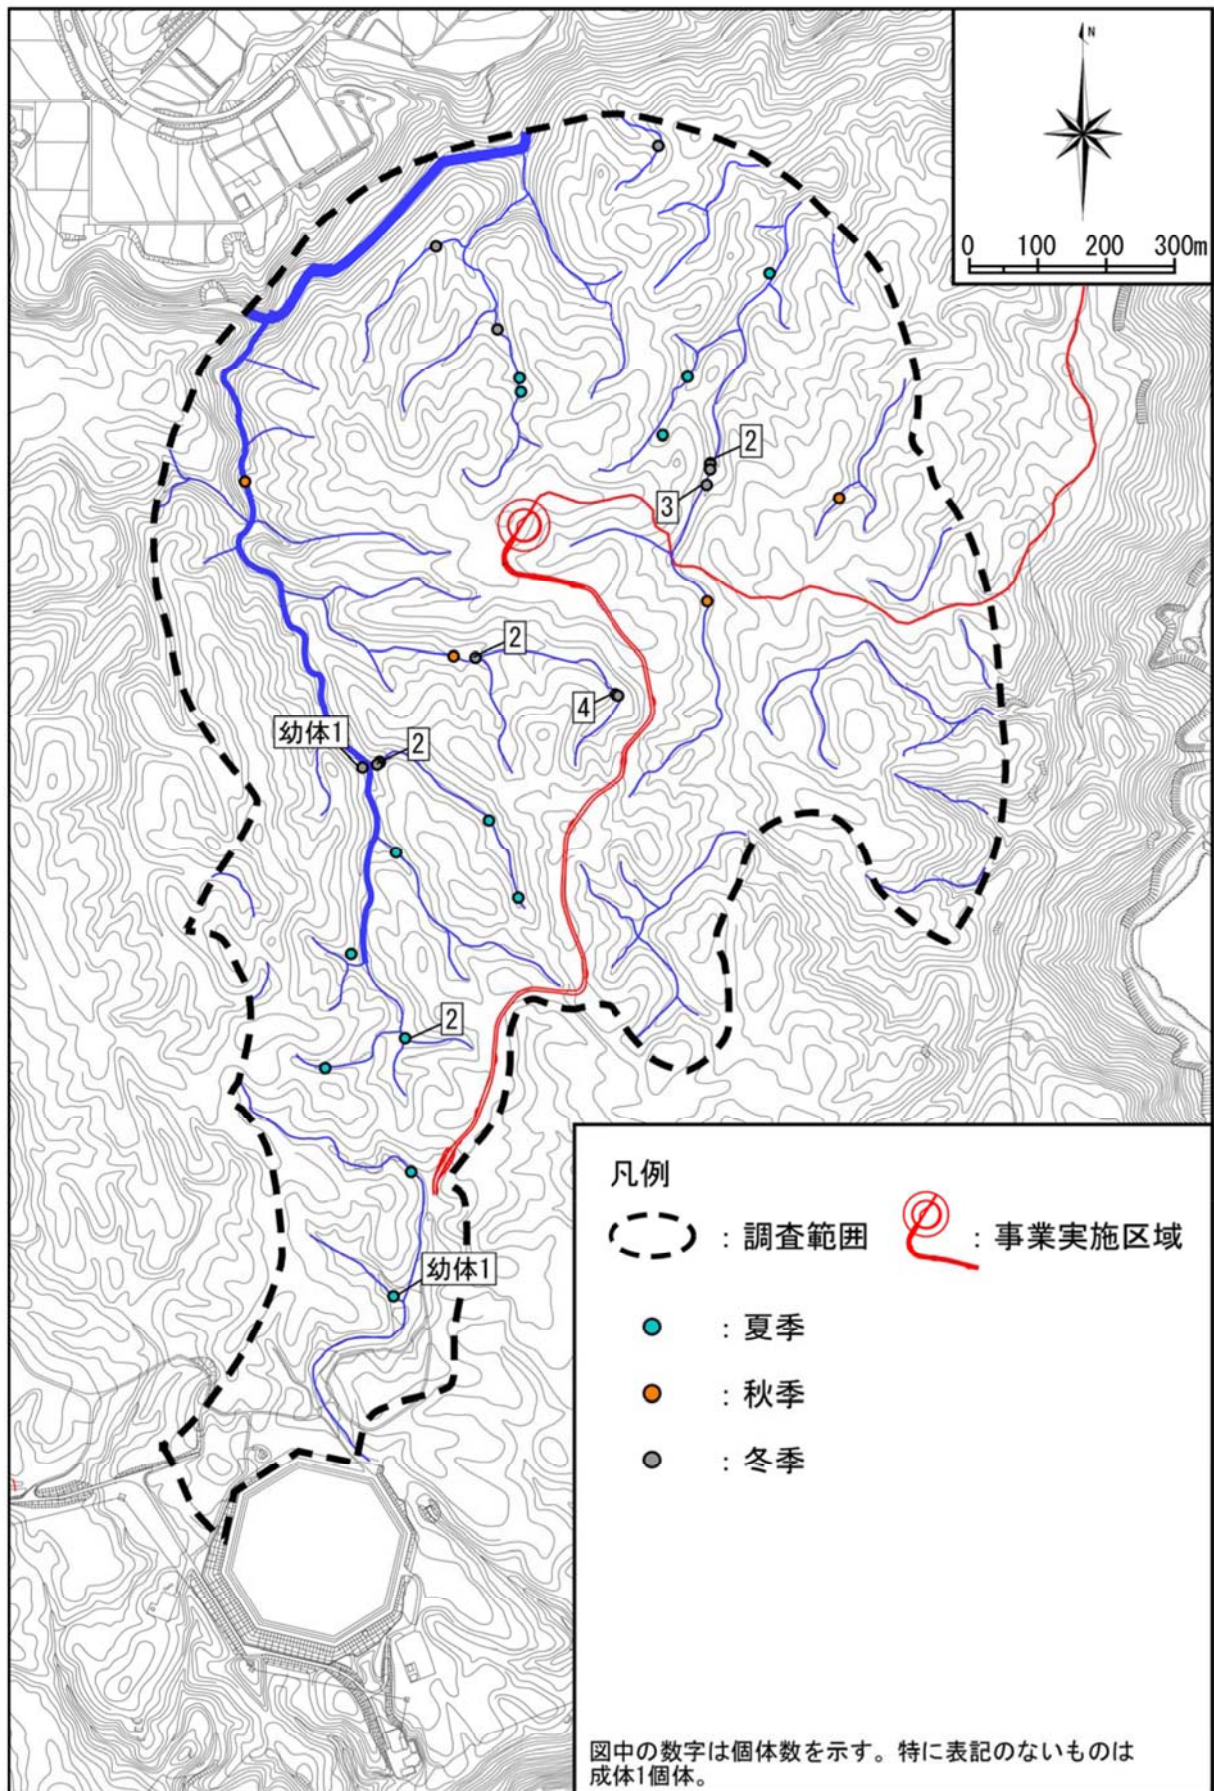 N
0 100 200 300m
2
3
2
4
幼体1
2
2
幼体1
凡例
：調査範囲
：事業実施区域
：夏季
：秋季
：冬季
図中の数字は個体数を示す。特に表記のないものは
成体1個体。